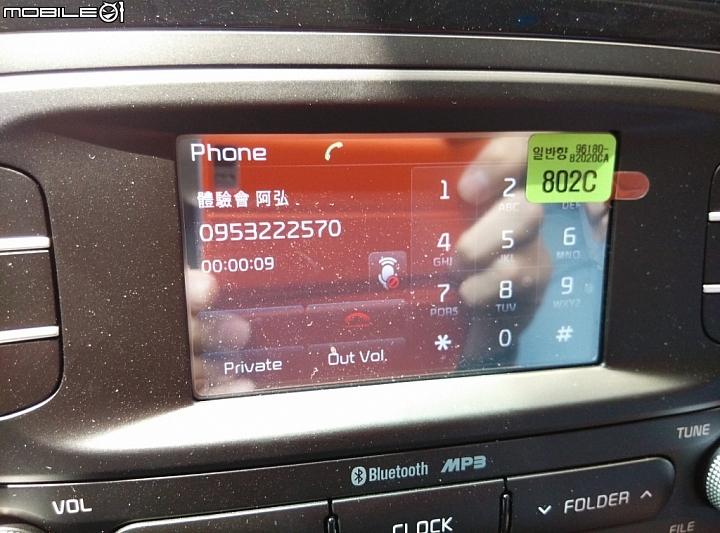 MOBILE01
Phone
일반향 96180-
B2020CA
802C
體驗會 阿弘
0953222570
00:00:09
Private
Out Vol.
1
2
ABC
DEF
4
GHI
5
JKL
6
MNO
7
PQRS
8
TUV
9
WXYZ
*
0
#
Bluetooth
MP3
TUNE
VOL
CLOCK
FOLDER
FILE